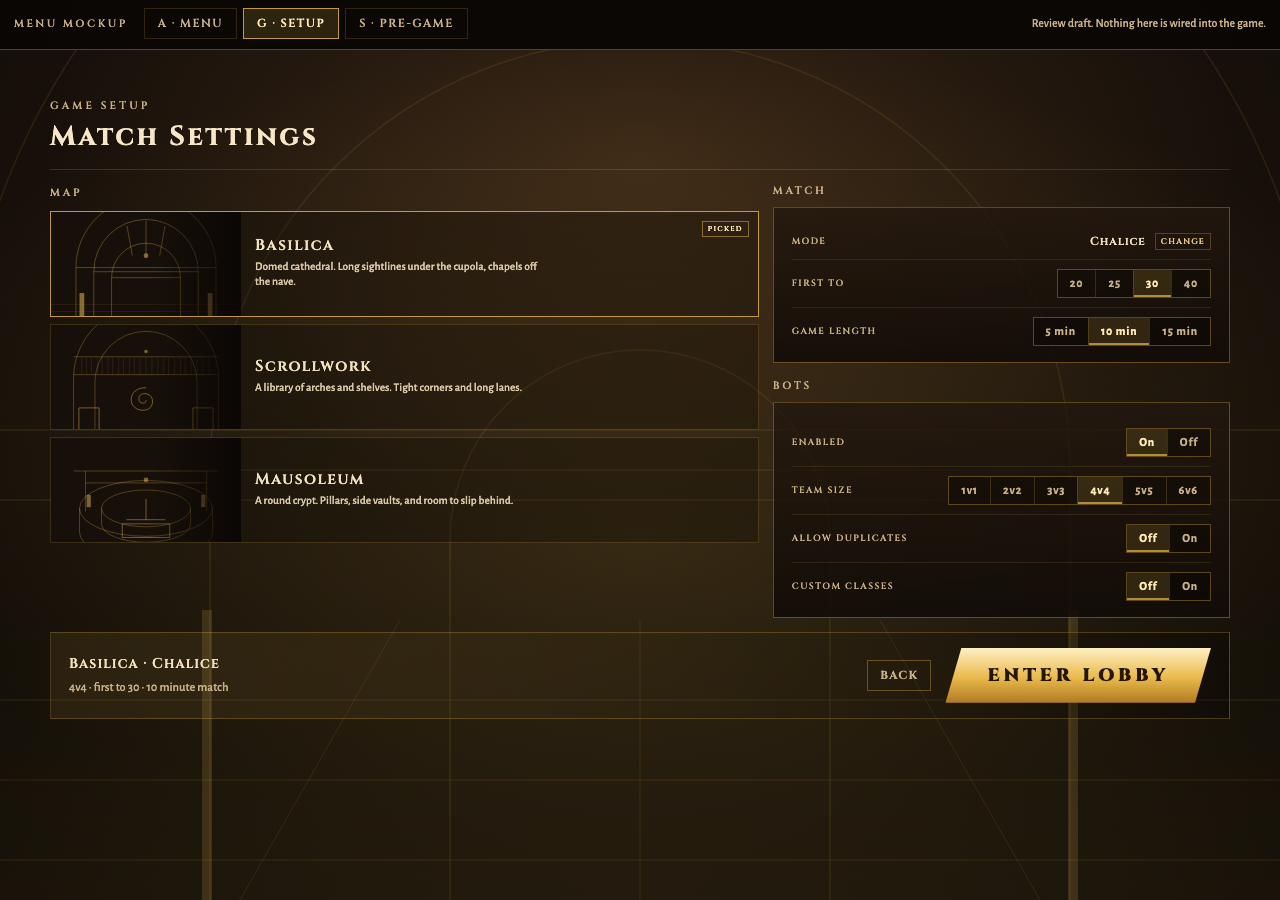 MENU MOCKUP
A · MENU
G · SETUP
S · PRE-GAME
Review draft. Nothing here is wired into the game.
GAME SETUP
Match Settings
MAP
Basilica
PICKED
Domed cathedral. Long sightlines under the cupola, chapels off
the nave.
Scrollwork
A library of arches and shelves. Tight corners and long lanes.
Mausoleum
A round crypt. Pillars, side vaults, and room to slip behind.
MATCH
MODE
Chalice
CHANGE
FIRST TO
20 25 30 40
GAME LENGTH
5 min 10 min 15 min
BOTS
ENABLED
On Off
TEAM SIZE
1v1 2v2 3v3 4v4 5v5 6v6
ALLOW DUPLICATES
Off On
CUSTOM CLASSES
Off On
Basilica · Chalice
4v4 · first to 30 · 10 minute match
BACK
ENTER LOBBY